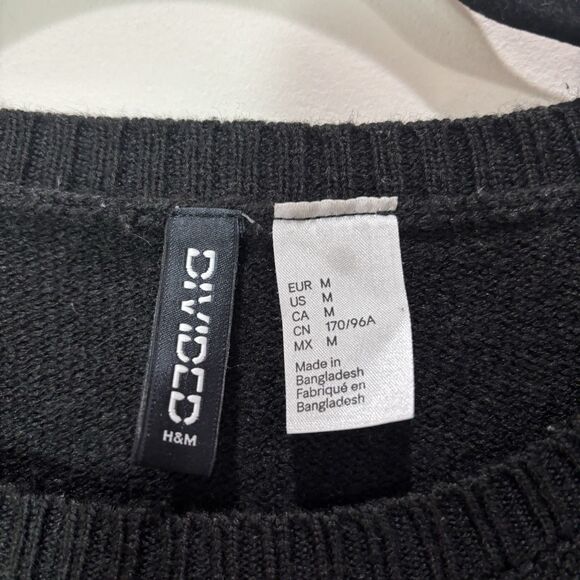 DIVIDED
H&M
EUR M
US M
CA M
CN 170/96A
MX M
Made in
Bangladesh
Fabriqué en
Bangladesh